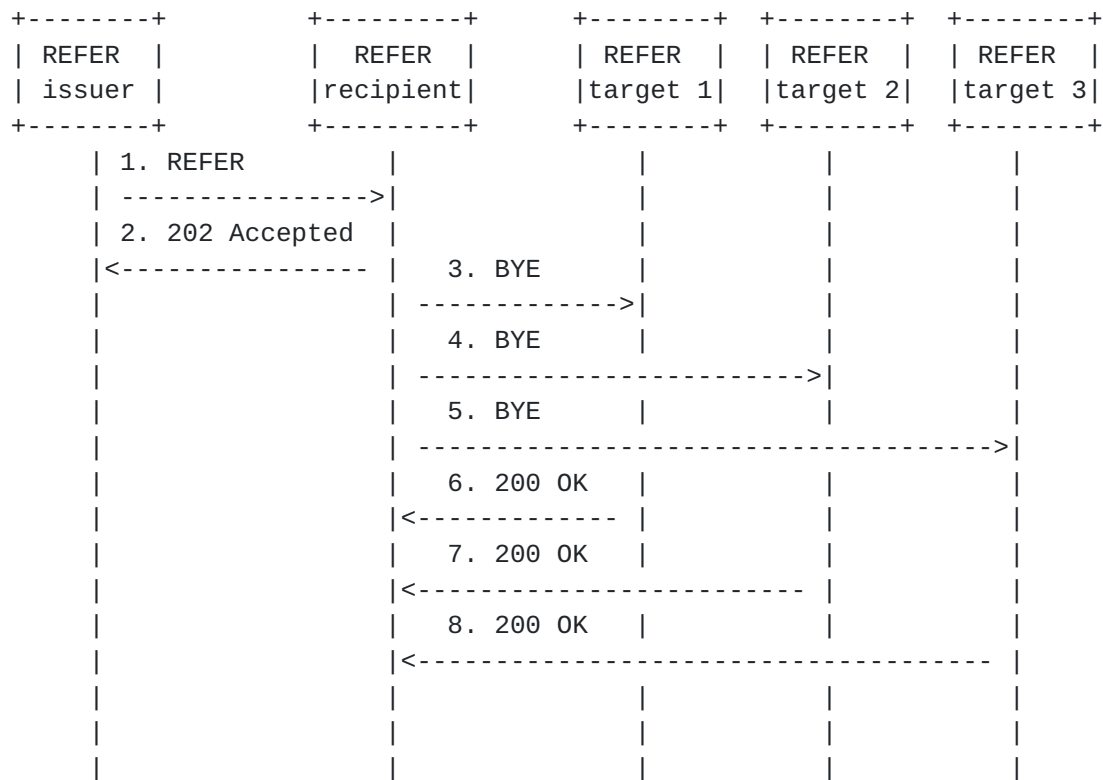 REFER REFER REFER REFER REFER
issuer recipient target 1 target 2 target 3
1. REFER
2. 202 Accepted
3. BYE
4. BYE
5. BYE
6. 200 OK
7. 200 OK
8. 200 OK